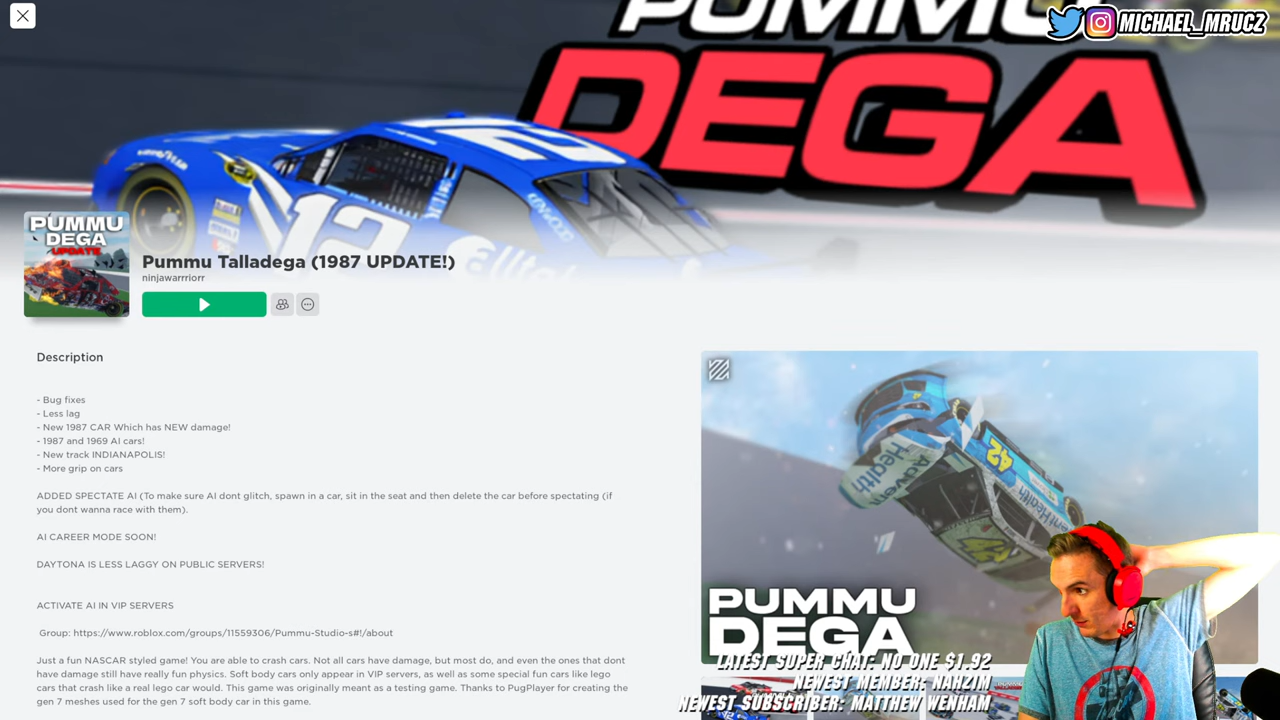 PUMMU
DEGA
MICHAEL_MRUCZ
GOODYEAR
12
12
KENWOOD
PUMMU
DEGA
UPDATE
Pummu Talladega (1987 UPDATE!)
ninjawarrriorr
Description
- Bug fixes
- Less lag
- New 1987 CAR Which has NEW damage!
- 1987 and 1969 AI cars!
- New track INDIANAPOLIS!
- More grip on cars
ADDED SPECTATE AI (To make sure AI dont glitch, spawn in a car, sit in the seat and then delete the car before spectating (if
you dont wanna race with them).
AI CAREER MODE SOON!
DAYTONA IS LESS LAGGY ON PUBLIC SERVERS!
ACTIVATE AI IN VIP SERVERS
Group: https://www.roblox.com/groups/11559306/Pummu-Studio-s#!/about
Just a fun NASCAR styled game! You are able to crash cars. Not all cars have damage, but most do, and even the ones that dont
have damage still have really fun physics. Soft body cars only appear in VIP servers, as well as some special fun cars like lego
cars that crash like a real lego car would. This game was originally meant as a testing game. Thanks to PugPlayer for creating the
gen 7 meshes used for the gen 7 soft body car in this game.
42
Health
42
PUMMU
DEGA
LATEST SUPER CHAT: NO ONE $1.92
NEWEST MEMBER: NAHZIM
NEWEST SUBSCRIBER: MATTHEW WENHAM